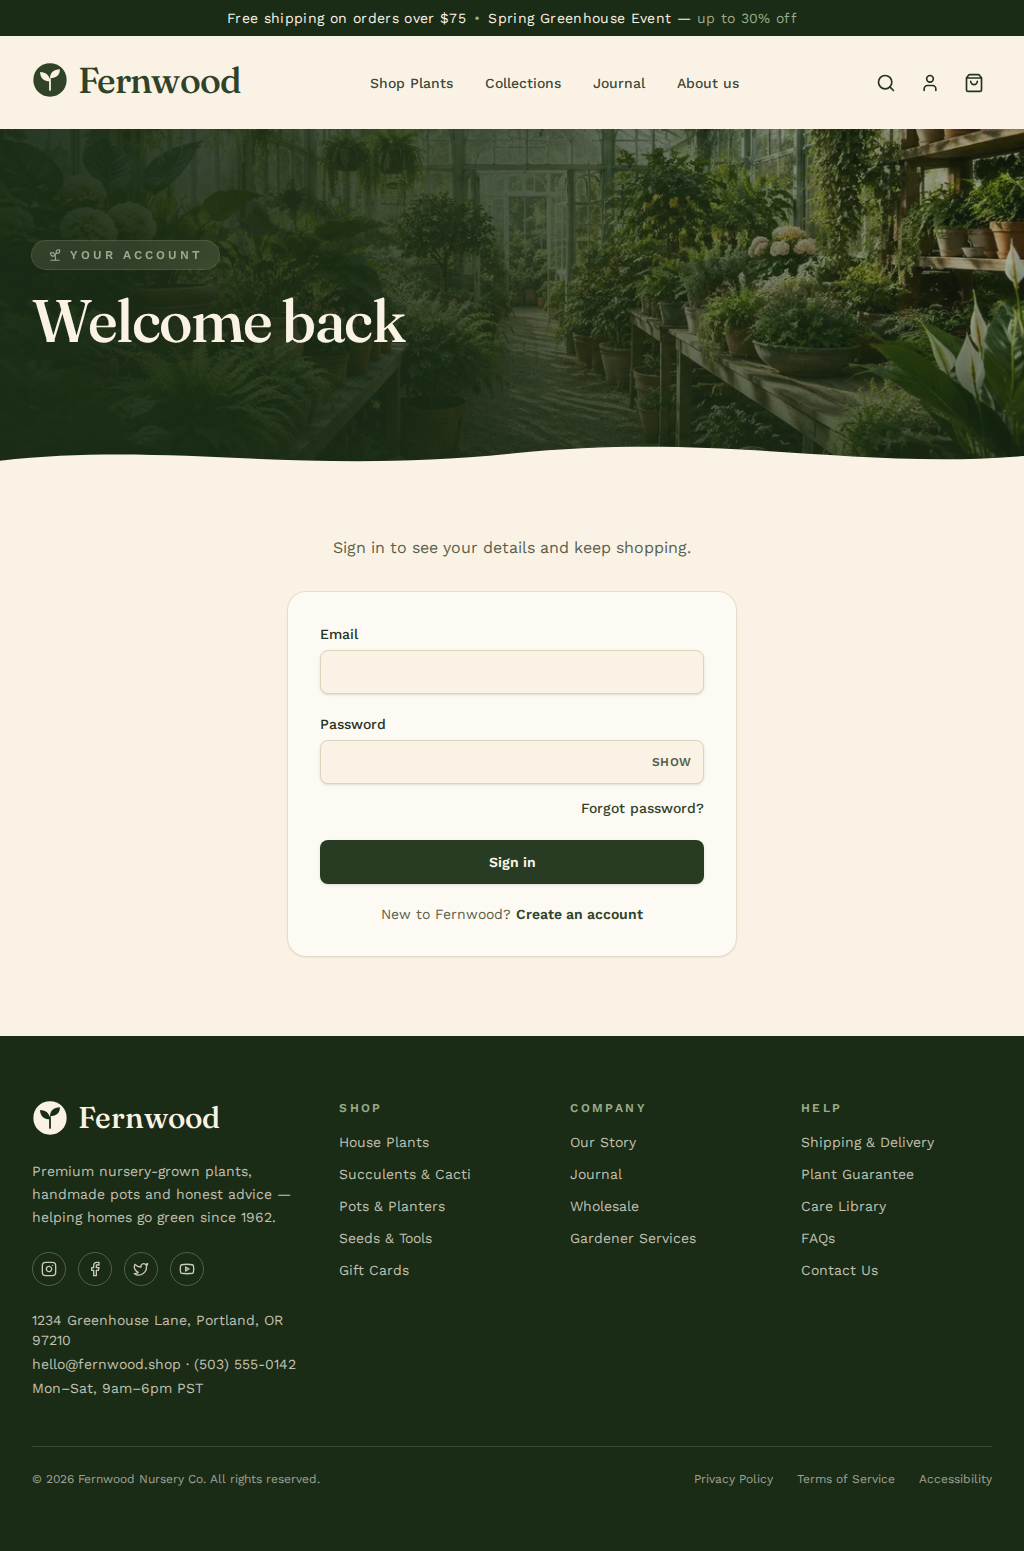 Free shipping on orders over $75 • Spring Greenhouse Event — up to 30% off
Fernwood
Shop Plants Collections Journal About us
YOUR ACCOUNT
Welcome back
Sign in to see your details and keep shopping.
Email
Password
SHOW
Forgot password?
Sign in
New to Fernwood? Create an account
Fernwood
Premium nursery-grown plants,
handmade pots and honest advice —
helping homes go green since 1962.
1234 Greenhouse Lane, Portland, OR
97210
hello@fernwood.shop · (503) 555-0142
Mon–Sat, 9am–6pm PST
SHOP
House Plants
Succulents & Cacti
Pots & Planters
Seeds & Tools
Gift Cards
COMPANY
Our Story
Journal
Wholesale
Gardener Services
HELP
Shipping & Delivery
Plant Guarantee
Care Library
FAQs
Contact Us
© 2026 Fernwood Nursery Co. All rights reserved.
Privacy Policy Terms of Service Accessibility